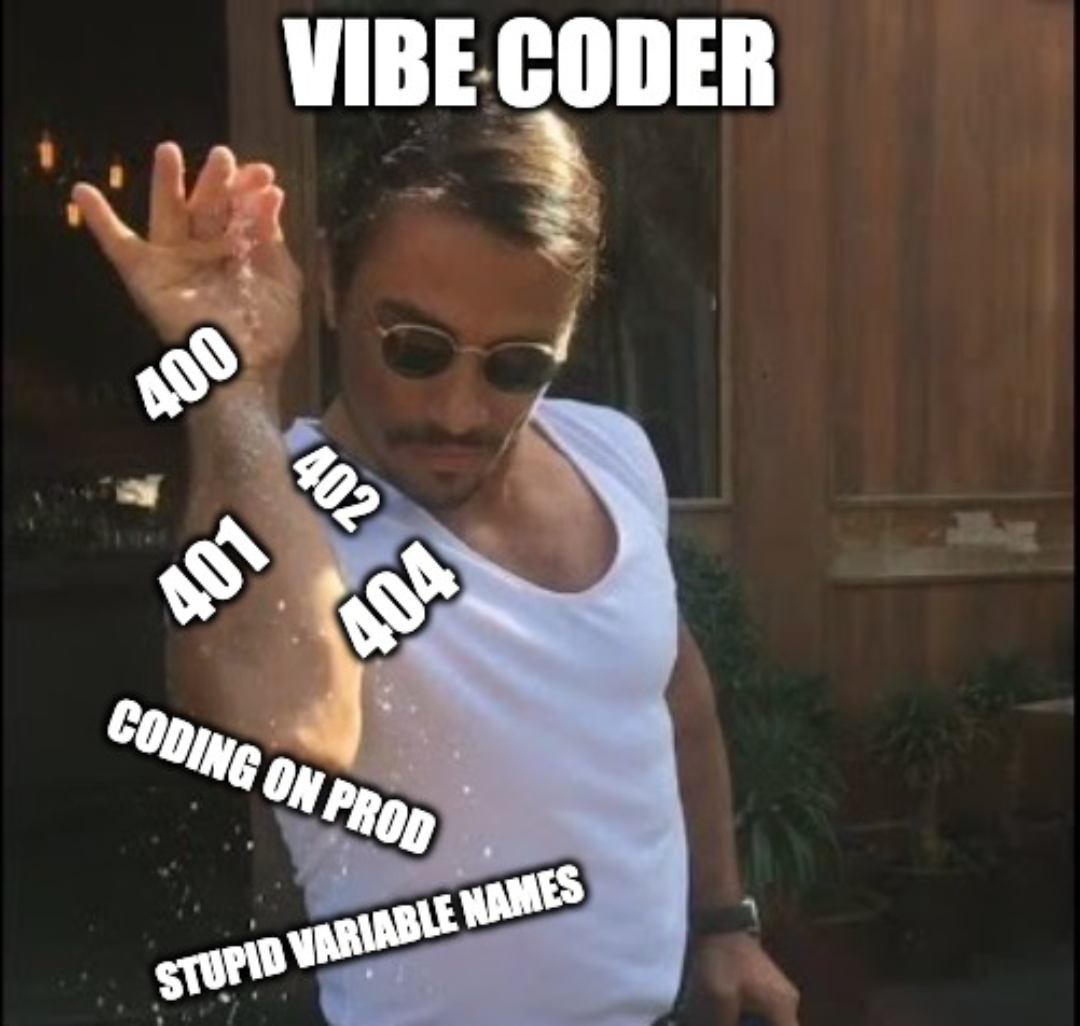 VIBE CODER
400
402
401
404
CODING ON PROD
STUPID VARIABLE NAMES